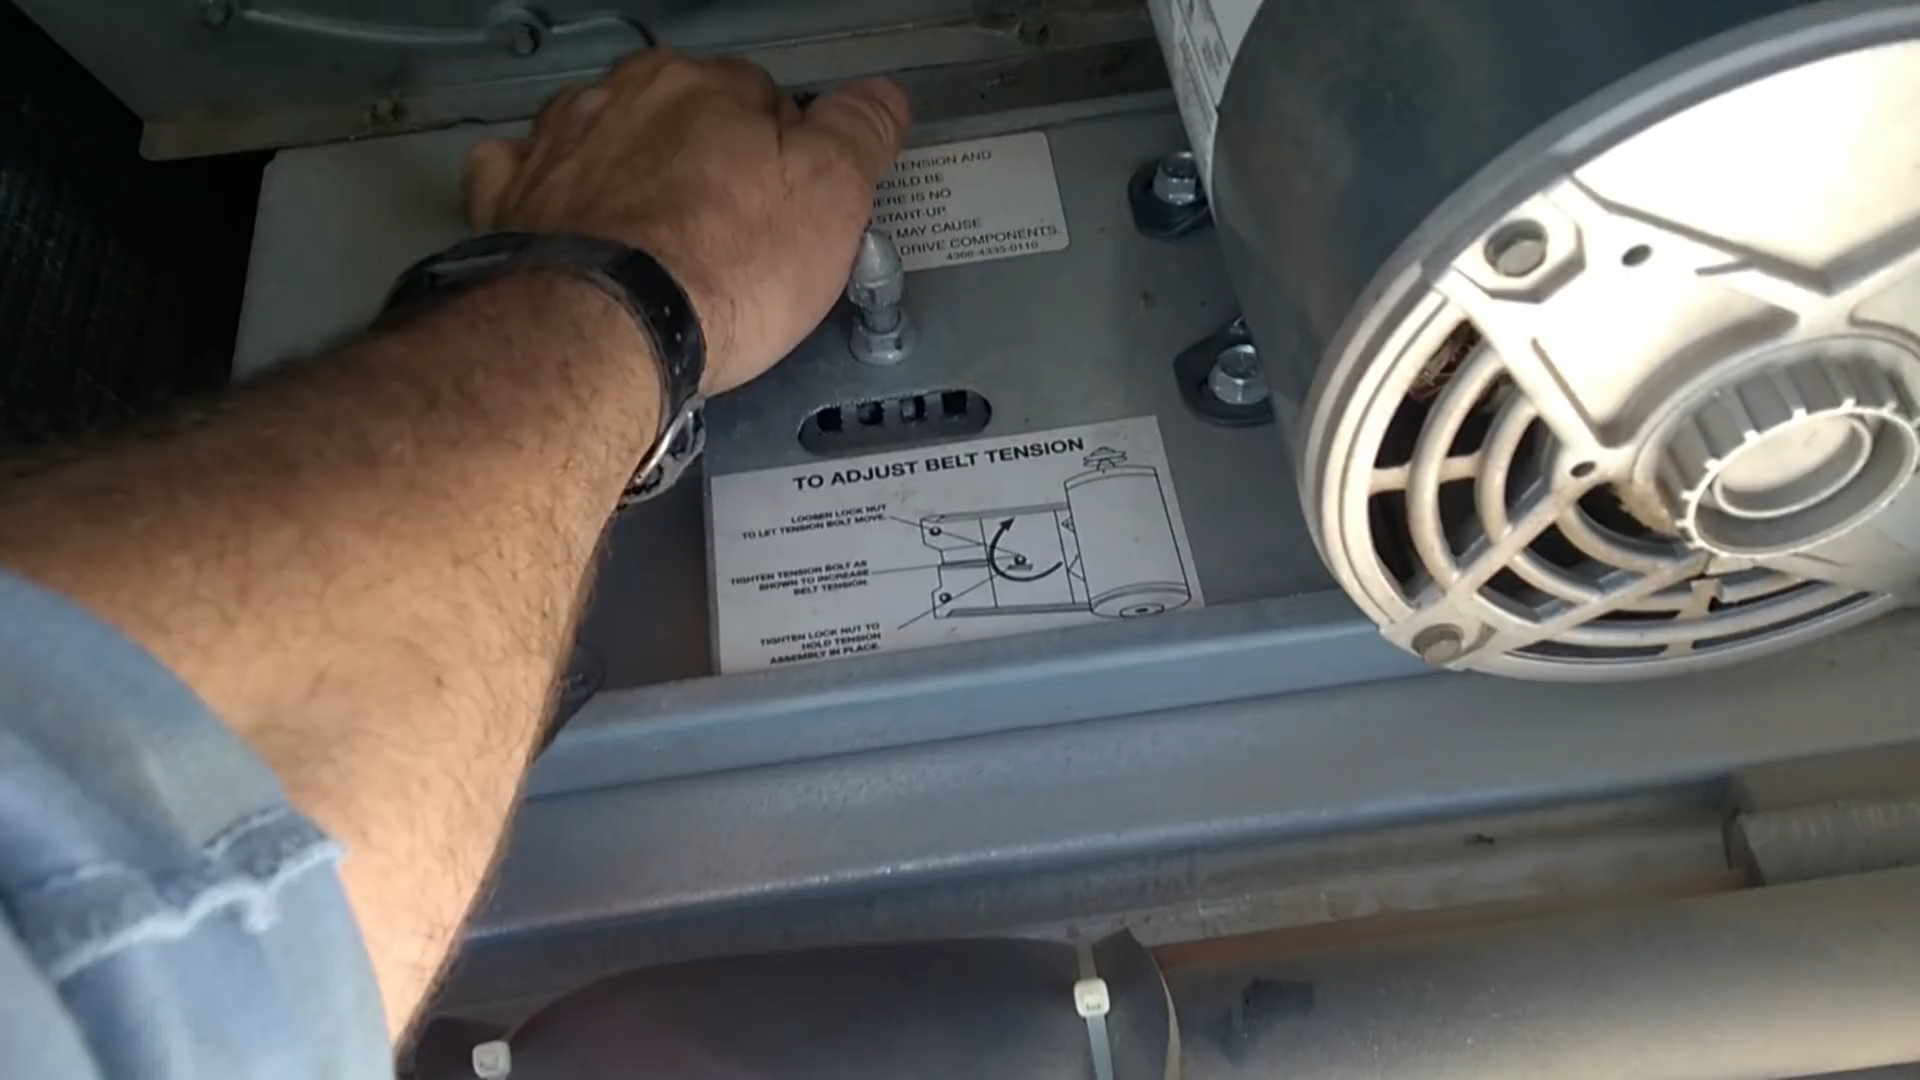 TENSION AND
OULD BE
HERE IS NO
START-UP.
MAY CAUSE
DRIVE COMPONENTS.
4366-4335-0110
TO ADJUST BELT TENSION
LOOSEN LOCK NUT
TO LET TENSION BOLT MOVE.
TIGHTEN TENSION BOLT AS
SHOWN TO INCREASE
BELT TENSION.
TIGHTEN LOCK NUT TO
HOLD TENSION
ASSEMBLY IN PLACE.